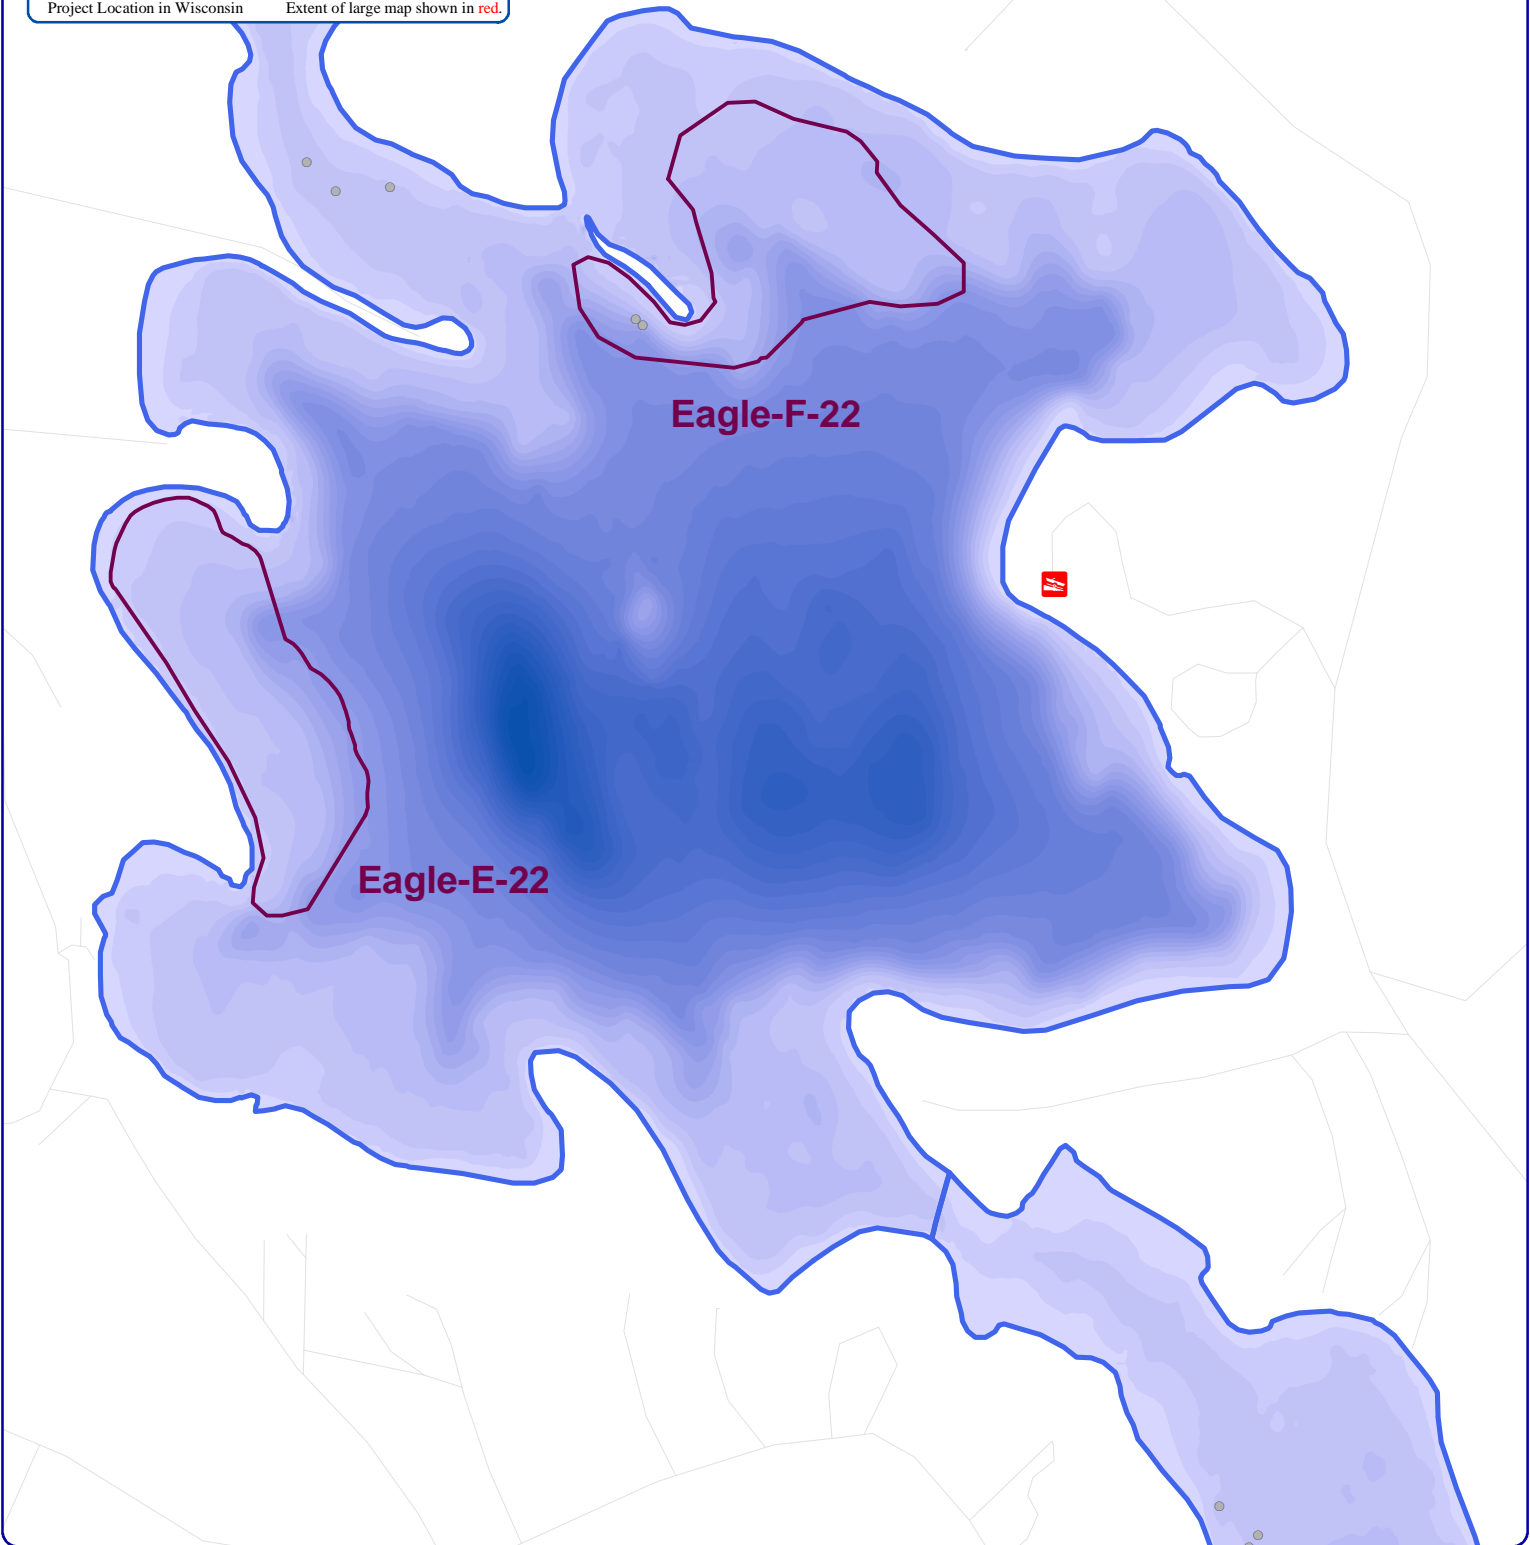 Project Location in Wisconsin Extent of large map shown in red.
Eagle-F-22
Eagle-E-22